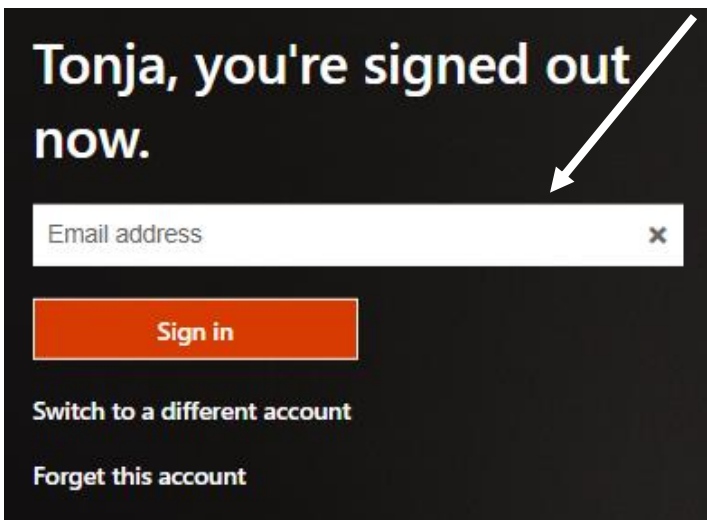 Tonja, you're signed out
now.
Email address
Sign in
Switch to a different account
Forget this account